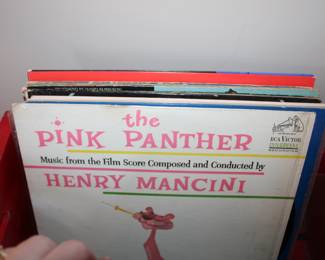 the
PINK PANTHER
Music from the Film Score Composed and Conducted by
HENRY MANCINI
RCA VICTOR